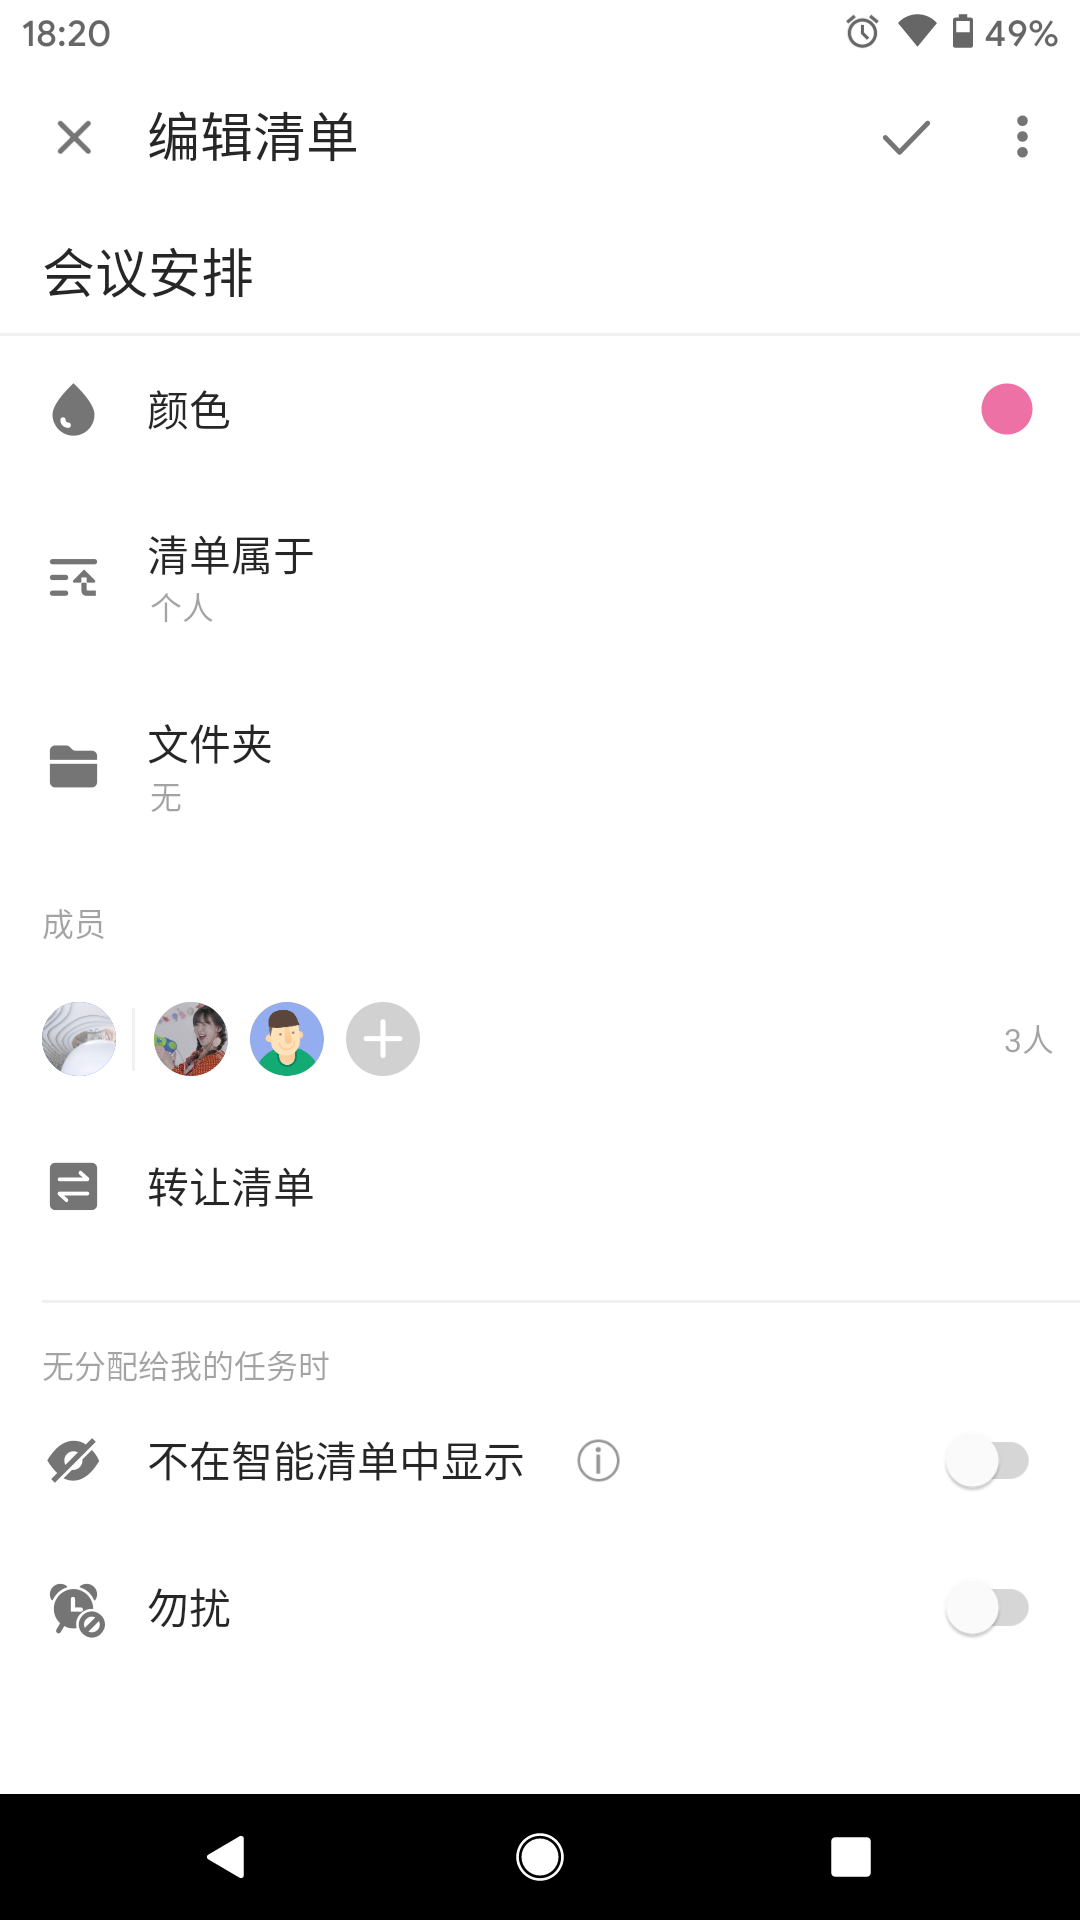 18:20
49%
编辑清单
会议安排
颜色
清单属于
个人
文件夹
无
成员
3人
转让清单
无分配给我的任务时
不在智能清单中显示
勿扰